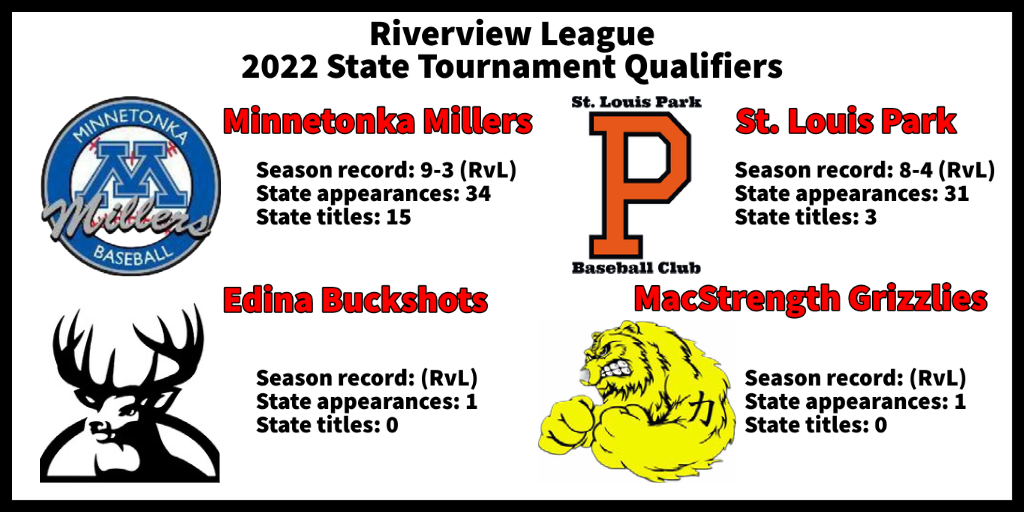 Riverview League
2022 State Tournament Qualifiers
MINNETONKA
M
Millers
BASEBALL
Minnetonka Millers
Season record: 9-3 (RvL)
State appearances: 34
State titles: 15
St. Louis Park
P
Baseball Club
St. Louis Park
Season record: 8-4 (RvL)
State appearances: 31
State titles: 3
Edina Buckshots
Season record: (RvL)
State appearances: 1
State titles: 0
MacStrength Grizzlies
力
Season record: (RvL)
State appearances: 1
State titles: 0